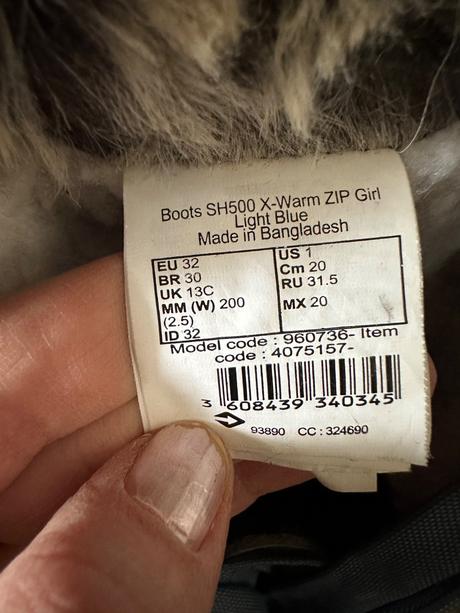 Boots SH500 X-Warm ZIP Girl
Light Blue
Made in Bangladesh
EU 32
BR 30
UK 13C
MM (W) 200
(2.5)
ID 32
US 1
Cm 20
RU 31.5
MX 20
Model code : 960736- Item
code : 4075157-
3 608439 340345
93890 CC : 324690